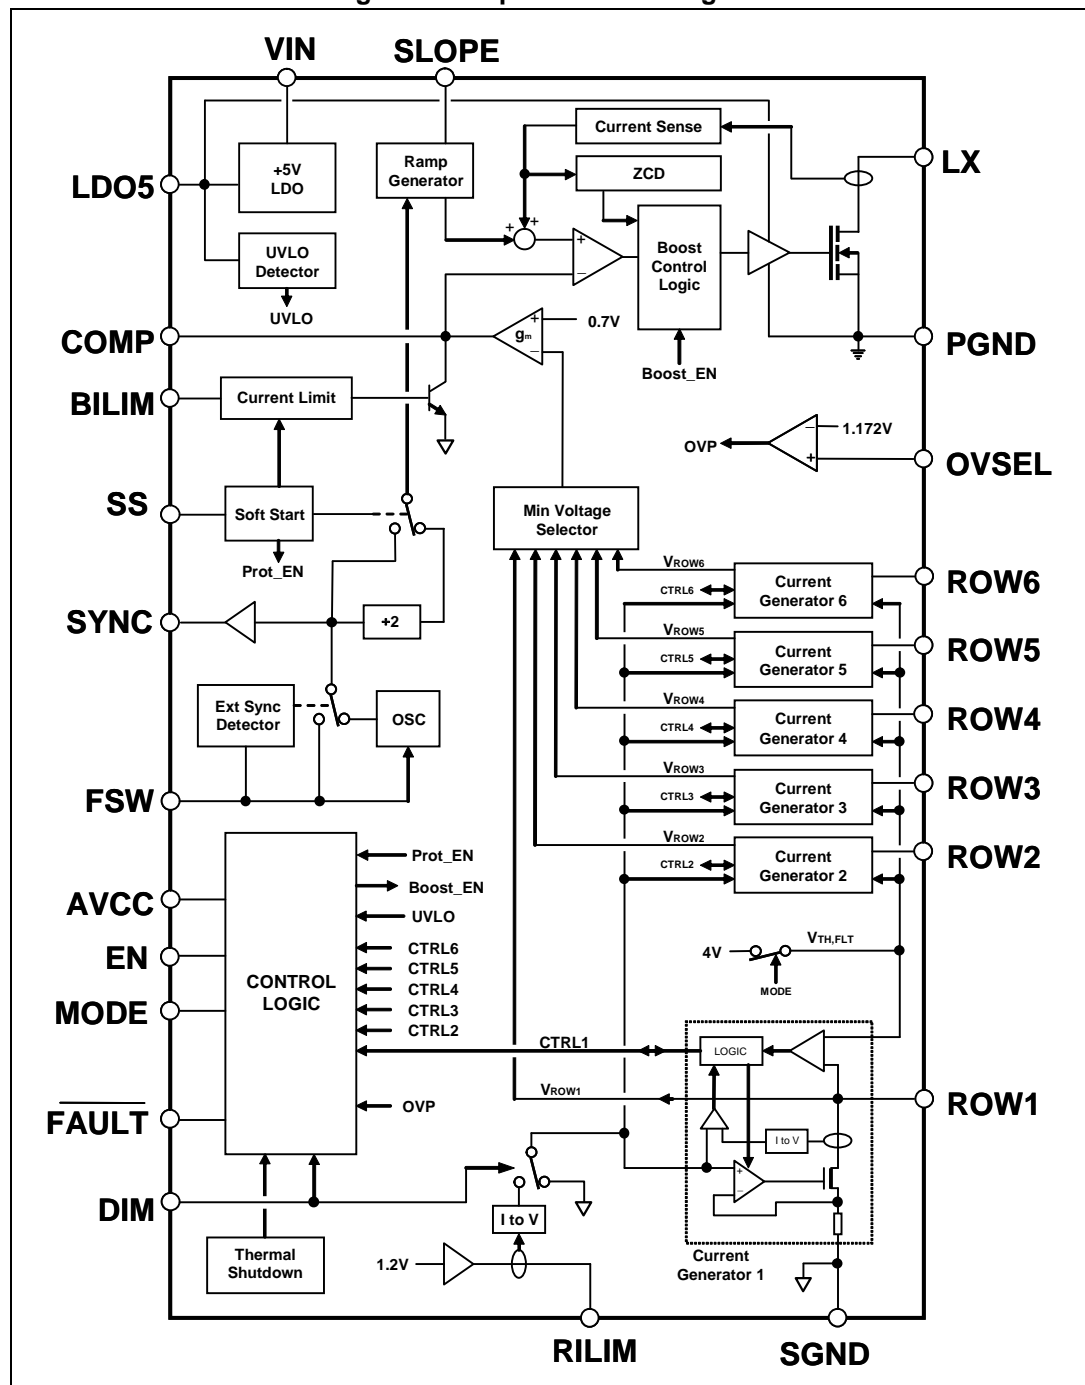 VIN
SLOPE
LDO5
+5V
LDO
Ramp
Generator
Current Sense
ZCD
LX
UVLO
Detector
UVLO
+
+
+
−
Boost
Control
Logic
Boost_EN
COMP
gm
+
−
0.7V
PGND
BILIM
Current Limit
OVP
−
+
1.172V
OVSEL
SS
Soft Start
Prot_EN
Min Voltage
Selector
SYNC
+2
VROW6
CTRL6
Current
Generator 6
ROW6
VROW5
CTRL5
Current
Generator 5
ROW5
Ext Sync
Detector
OSC
VROW4
CTRL4
Current
Generator 4
ROW4
FSW
VROW3
CTRL3
Current
Generator 3
ROW3
VROW2
CTRL2
Current
Generator 2
ROW2
AVCC
EN
MODE
FAULT
DIM
CONTROL
LOGIC
Prot_EN
Boost_EN
UVLO
CTRL6
CTRL5
CTRL4
CTRL3
CTRL2
CTRL1
OVP
4V
VTH,FLT
MODE
LOGIC
VROW1
ROW1
I to V
+
−
I to V
Current
Generator 1
Thermal
Shutdown
1.2V
RILIM
SGND